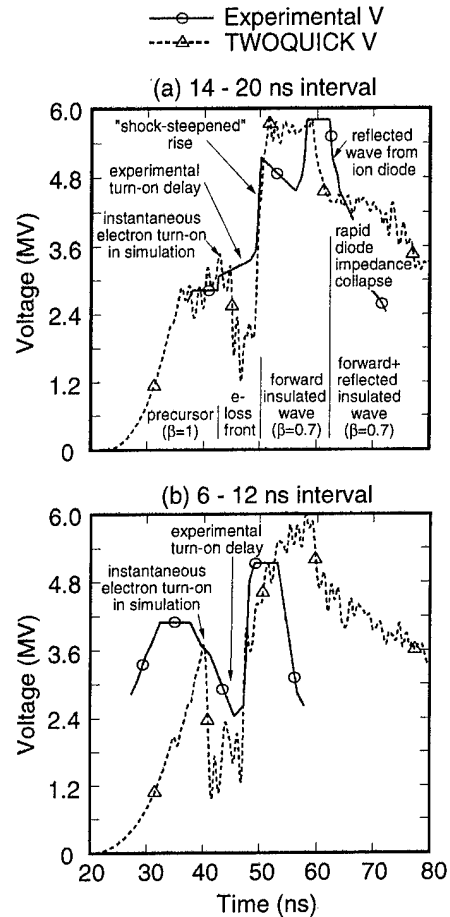 Experimental V
TWOQUICK V
(a) 14 - 20 ns interval
6.0
4.8
3.6
2.4
1.2
0
Voltage (MV)
"shock-steepened"
rise
experimental
turn-on delay
instantaneous
electron turn-on
in simulation
reflected
wave from
ion diode
rapid
diode
impedance
collapse
precursor
(β=1)
e-
loss
front
forward
insulated
wave
(β=0.7)
forward+
reflected
insulated
wave
(β=0.7)
(b) 6 - 12 ns interval
6.0
4.8
3.6
2.4
1.2
0
Voltage (MV)
experimental
turn-on delay
instantaneous
electron turn-on
in simulation
20 30 40 50 60 70 80
Time (ns)